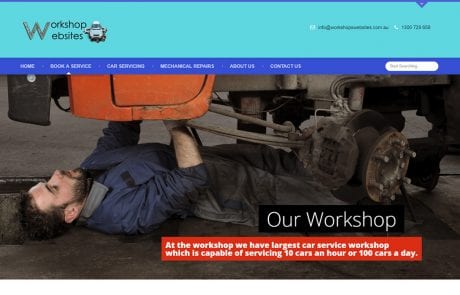 Workshop
Websites
info@workshopwebsites.com.au
1300 729 659
HOME
BOOK A SERVICE
CAR SERVICING
MECHANICAL REPAIRS
ABOUT US
CONTACT US
Start Searching...
Our Workshop
At the workshop we have largest car service workshop
which is capable of servicing 10 cars an hour or 100 cars a day.